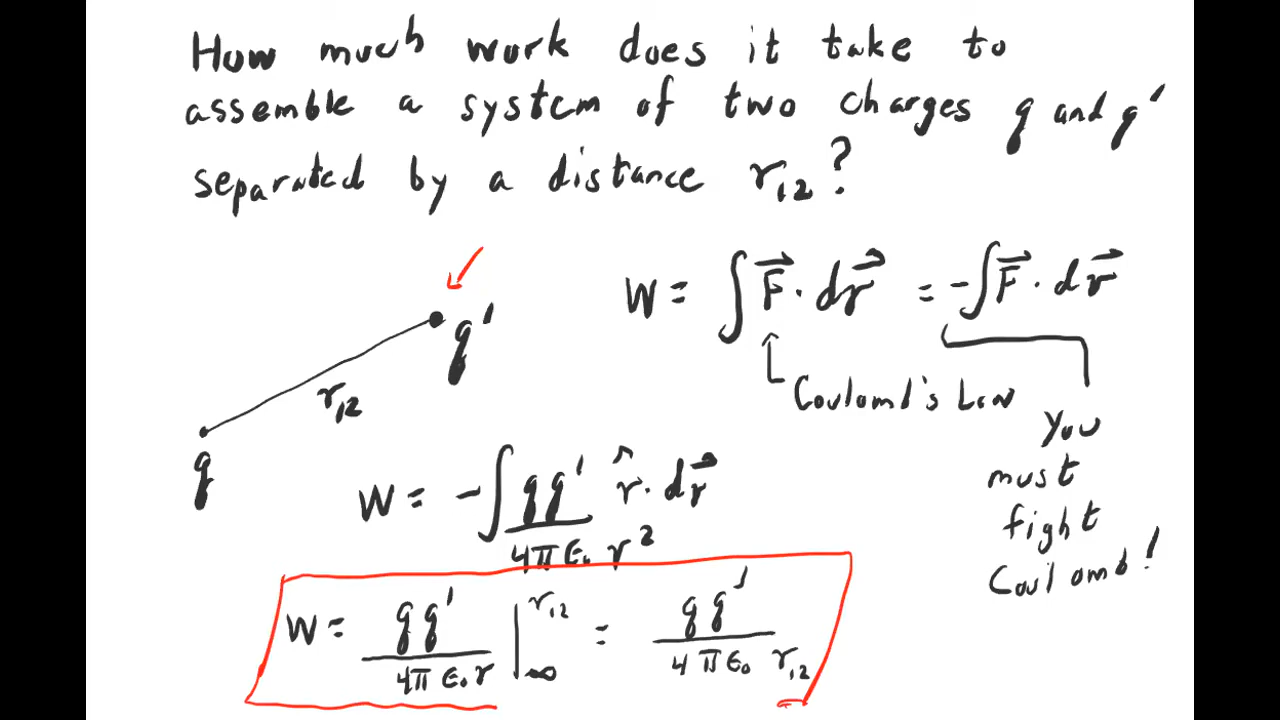 How much work does it take to
assemble a system of two charges q and q'
separated by a distance r₁₂?
W = ∫ F⃗ · dr⃗ = -∫ F⃗ · dr⃗
Coulomb's Law
You
must
fight
Coulomb!
q'
r₁₂
q
W = -∫ qq'/4πε₀r² r̂ · dr⃗
W = qq'/4πε₀r |∞^r₁₂ = qq'/4πε₀r₁₂